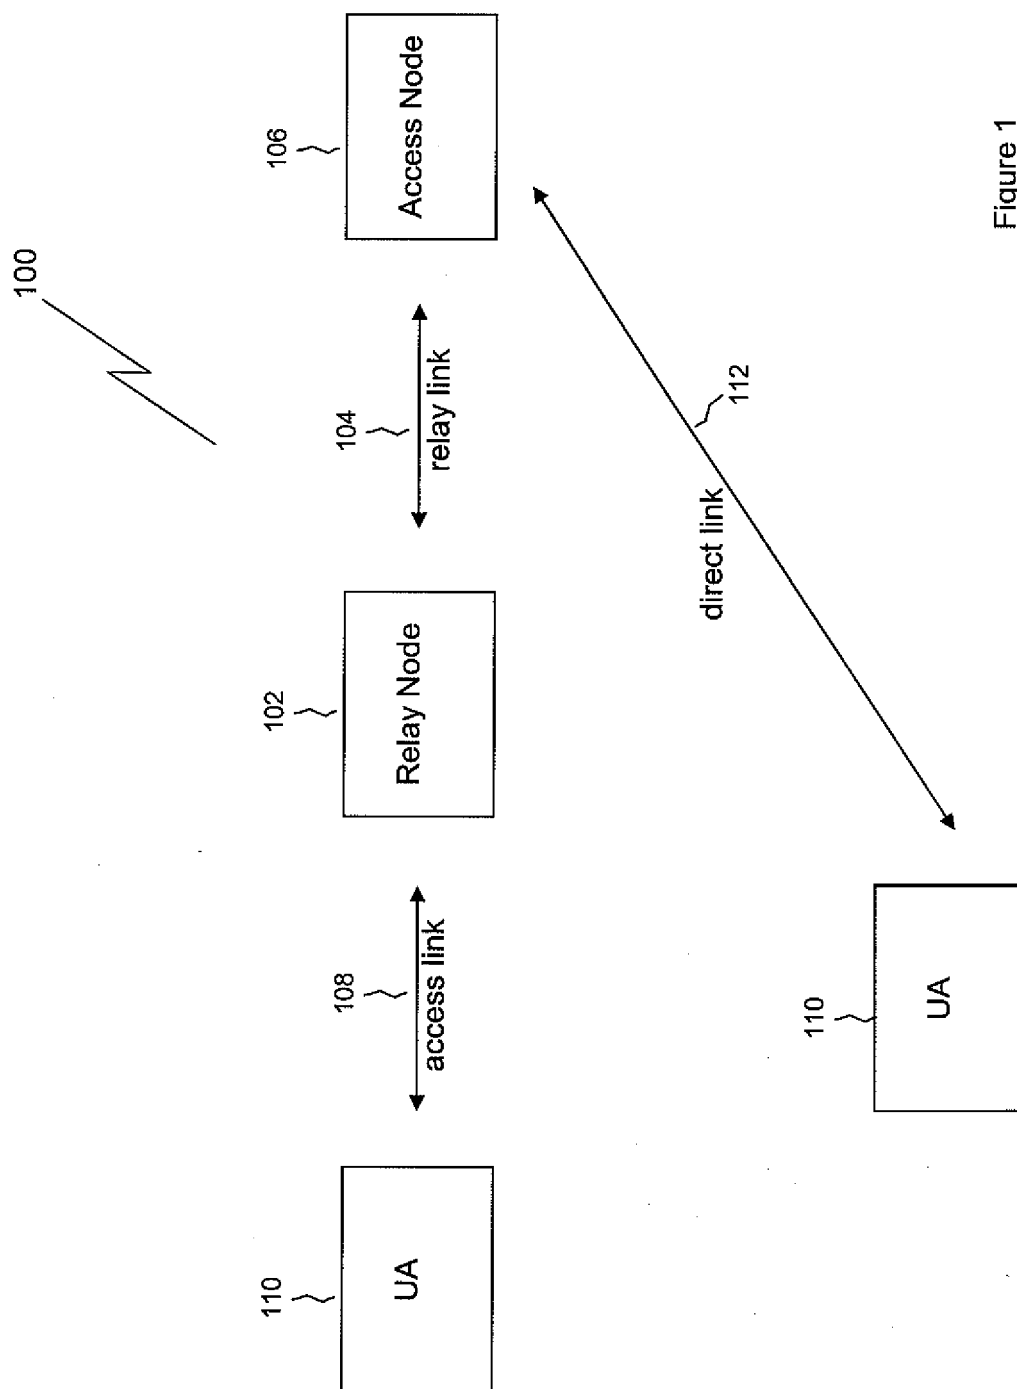 100
106
Access Node
104
relay link
102
Relay Node
108
access link
110
UA
112
direct link
110
UA
Figure 1